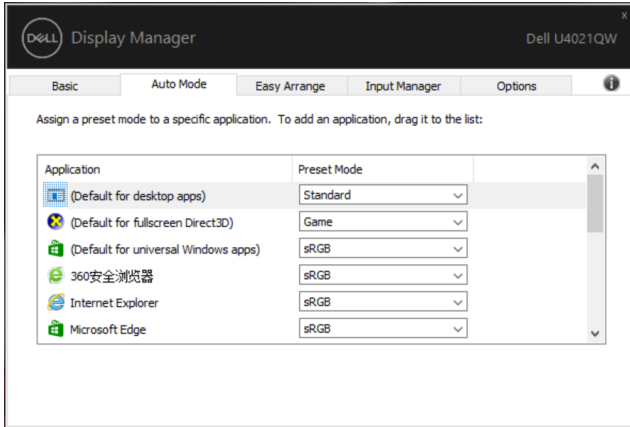 DELL Display Manager
x
Dell U4021QW
Basic Auto Mode Easy Arrange Input Manager Options
Assign a preset mode to a specific application. To add an application, drag it to the list:
Application Preset Mode
(Default for desktop apps) Standard
(Default for fullscreen Direct3D) Game
(Default for universal Windows apps) sRGB
360安全浏览器 sRGB
Internet Explorer sRGB
Microsoft Edge sRGB